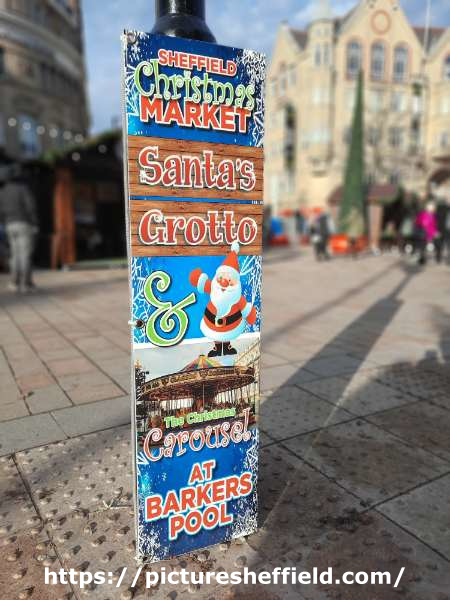 SHEFFIELD
Christmas
MARKET
Santa's
Grotto
&
The Christmas
Carousel
AT
BARKERS
POOL
https://picturesheffield.com/